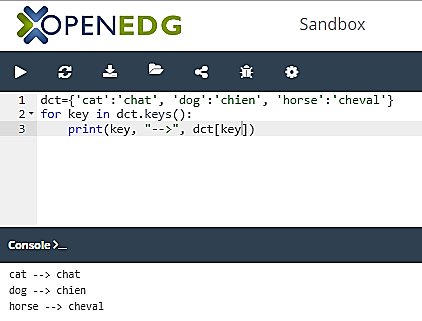 OPENEDG
Sandbox
1 dct={'cat':'chat', 'dog':'chien', 'horse':'cheval'}
2 for key in dct.keys():
3     print(key, "-->", dct[key])
Console >_
cat --> chat
dog --> chien
horse --> cheval